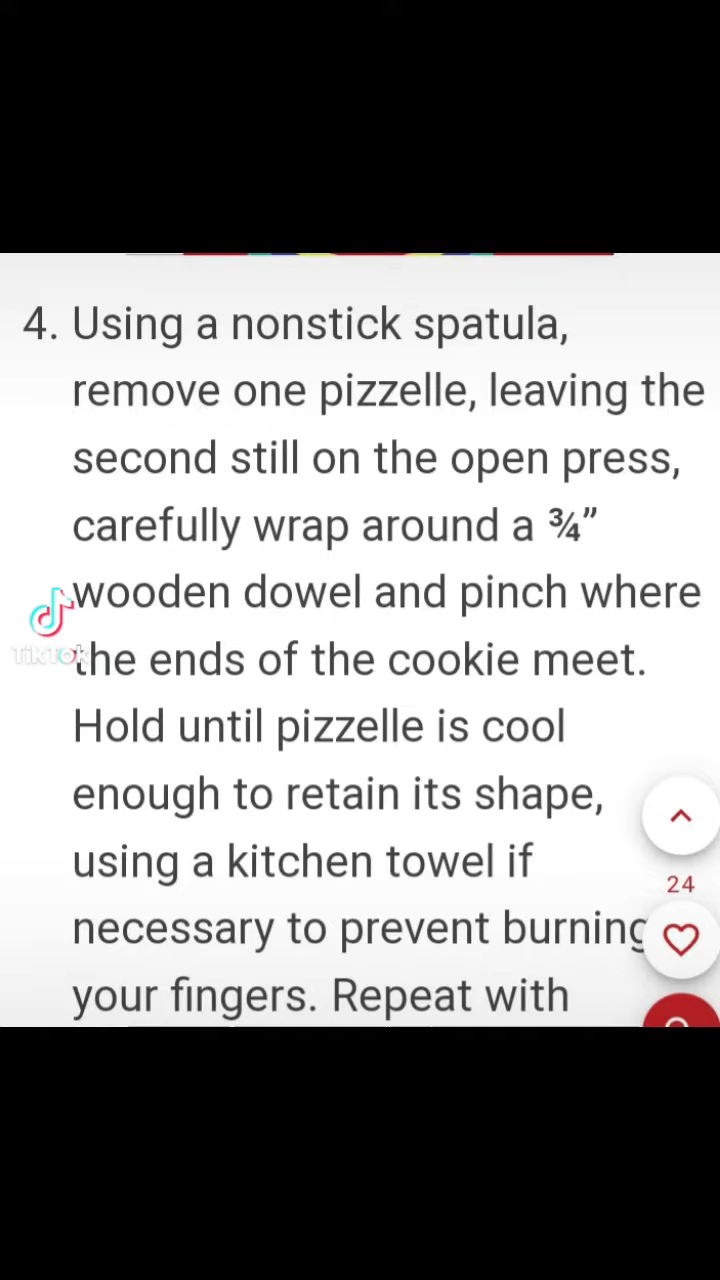 4. Using a nonstick spatula,
remove one pizzelle, leaving the
second still on the open press,
carefully wrap around a ¾”
wooden dowel and pinch where
TikTok
the ends of the cookie meet.
Hold until pizzelle is cool
enough to retain its shape,
using a kitchen towel if
24
necessary to prevent burning
your fingers. Repeat with